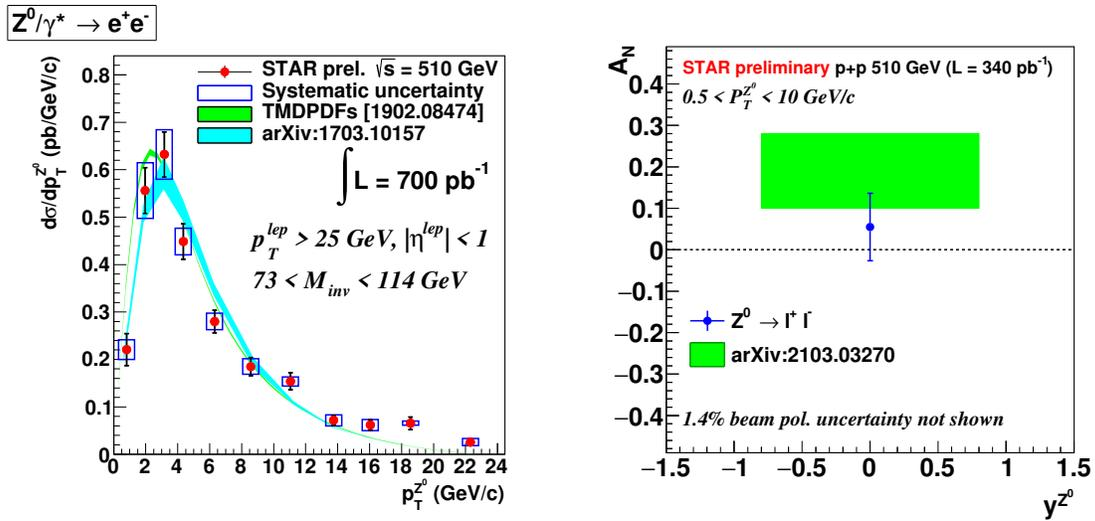 Z⁰/γ* → e⁺e⁻
dσ/dp_T^{Z⁰} (pb/GeV/c)
STAR prel. √s = 510 GeV
Systematic uncertainty
TMDPDFs [1902.08474]
arXiv:1703.10157
∫L = 700 pb⁻¹
p_T^{lep} > 25 GeV, |η^{lep}| < 1
73 < M_{inv} < 114 GeV
0.8
0.7
0.6
0.5
0.4
0.3
0.2
0.1
0
0 2 4 6 8 10 12 14 16 18 20 22 24
p_T^{Z⁰} (GeV/c)
A_N
STAR preliminary p+p 510 GeV (L = 340 pb⁻¹)
0.5 < P_T^{Z⁰} < 10 GeV/c
0.4
0.3
0.2
0.1
0
−0.1
−0.2
−0.3
−0.4
Z⁰ → l⁺ l⁻
arXiv:2103.03270
1.4% beam pol. uncertainty not shown
−1.5 −1 −0.5 0 0.5 1 1.5
y^{Z⁰}